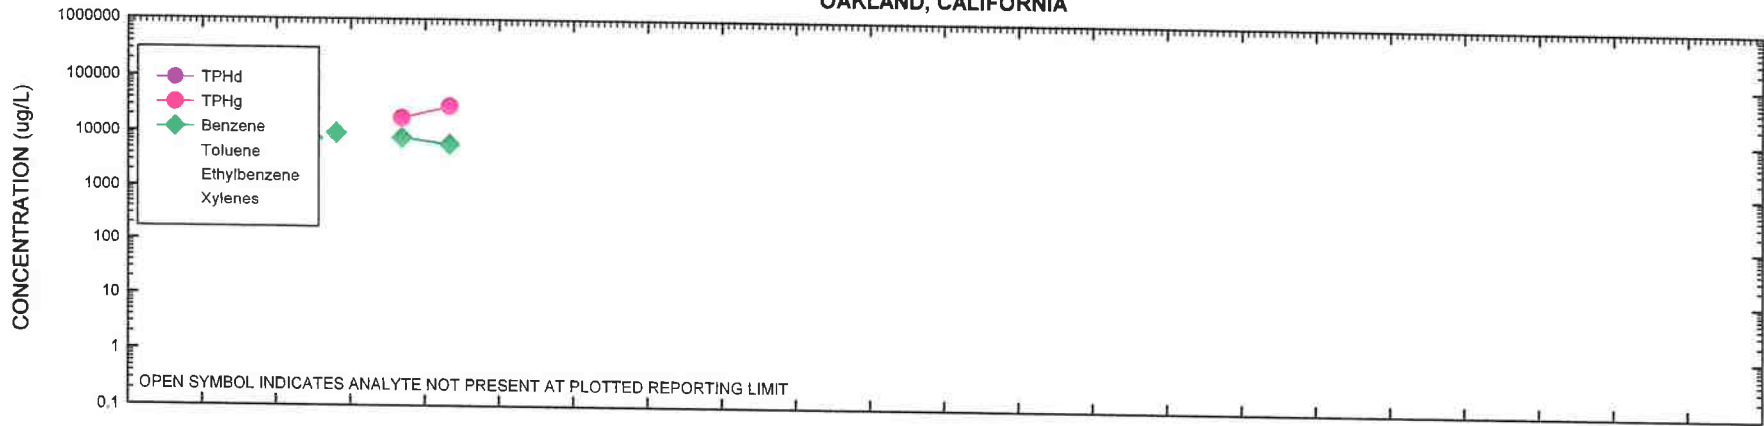 OAKLAND, CALIFORNIA
1000000
100000
10000
1000
100
10
1
0.1
CONCENTRATION (ug/L)
TPHd
TPHg
Benzene
Toluene
Ethylbenzene
Xylenes
OPEN SYMBOL INDICATES ANALYTE NOT PRESENT AT PLOTTED REPORTING LIMIT